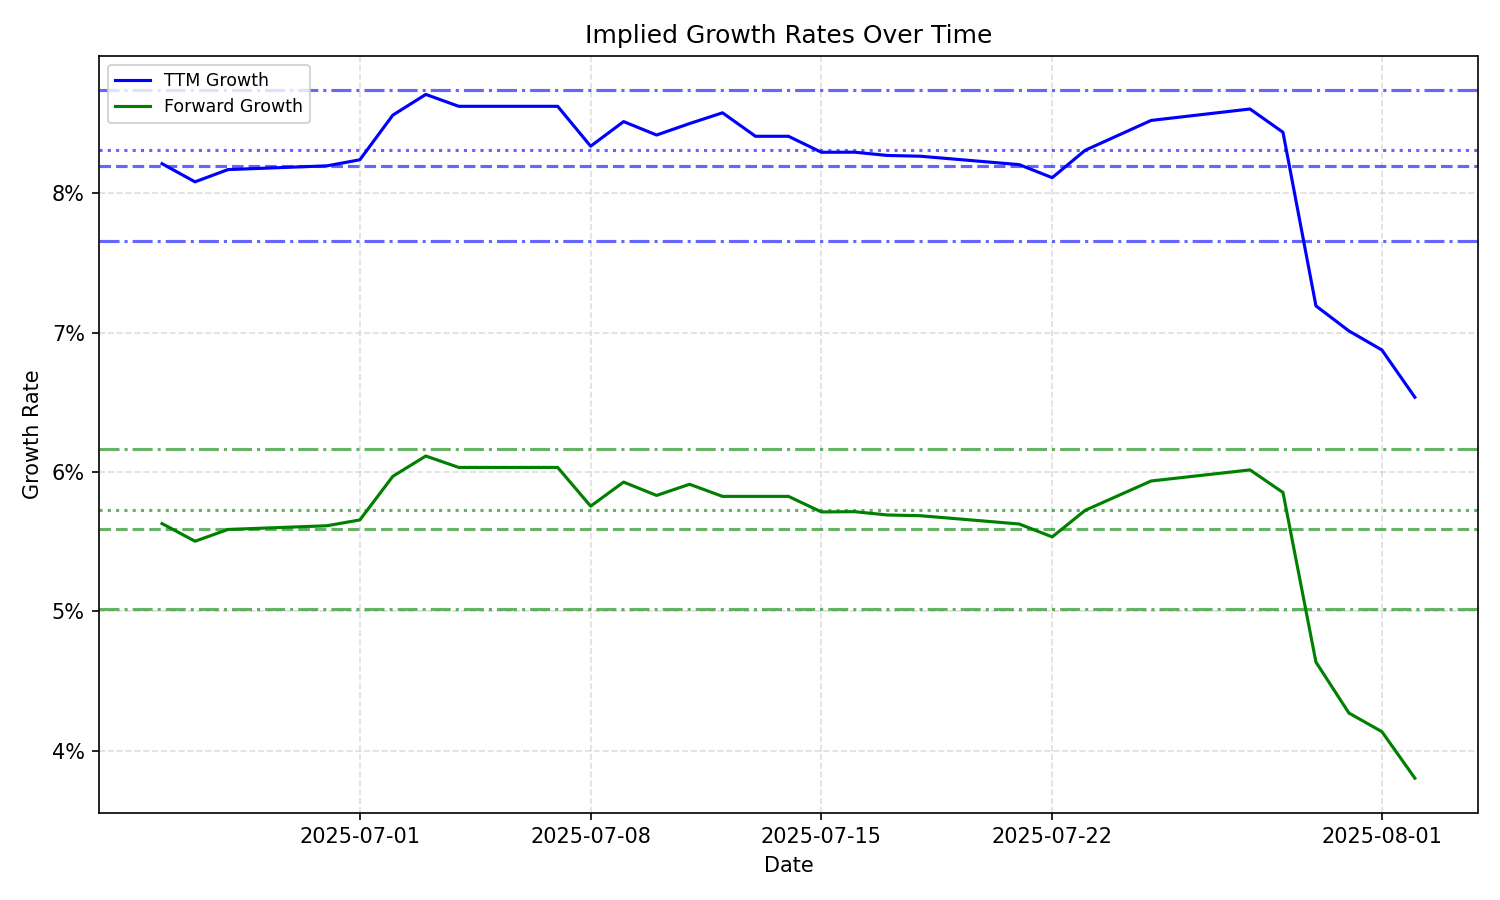 Implied Growth Rates Over Time
TTM Growth
Forward Growth
8%
7%
6%
5%
4%
Growth Rate
2025-07-01
2025-07-08
2025-07-15
2025-07-22
2025-08-01
Date